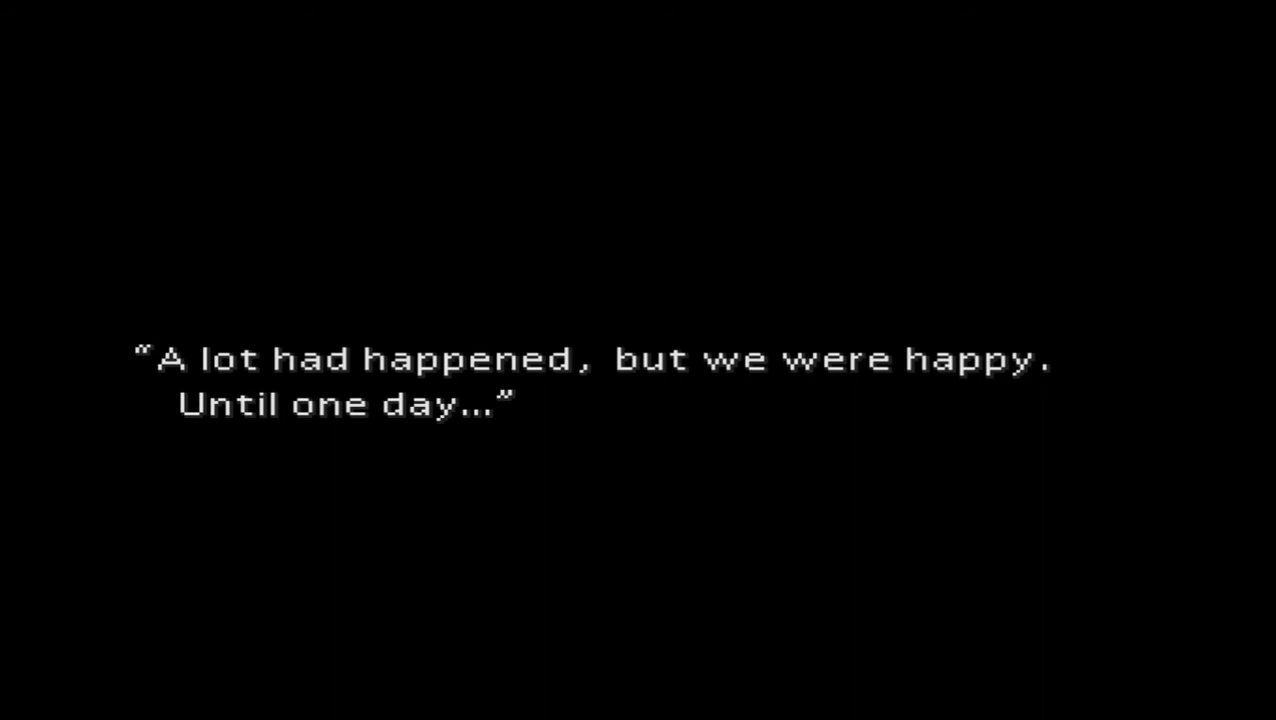 “A lot had happened, but we were happy.
Until one day...”